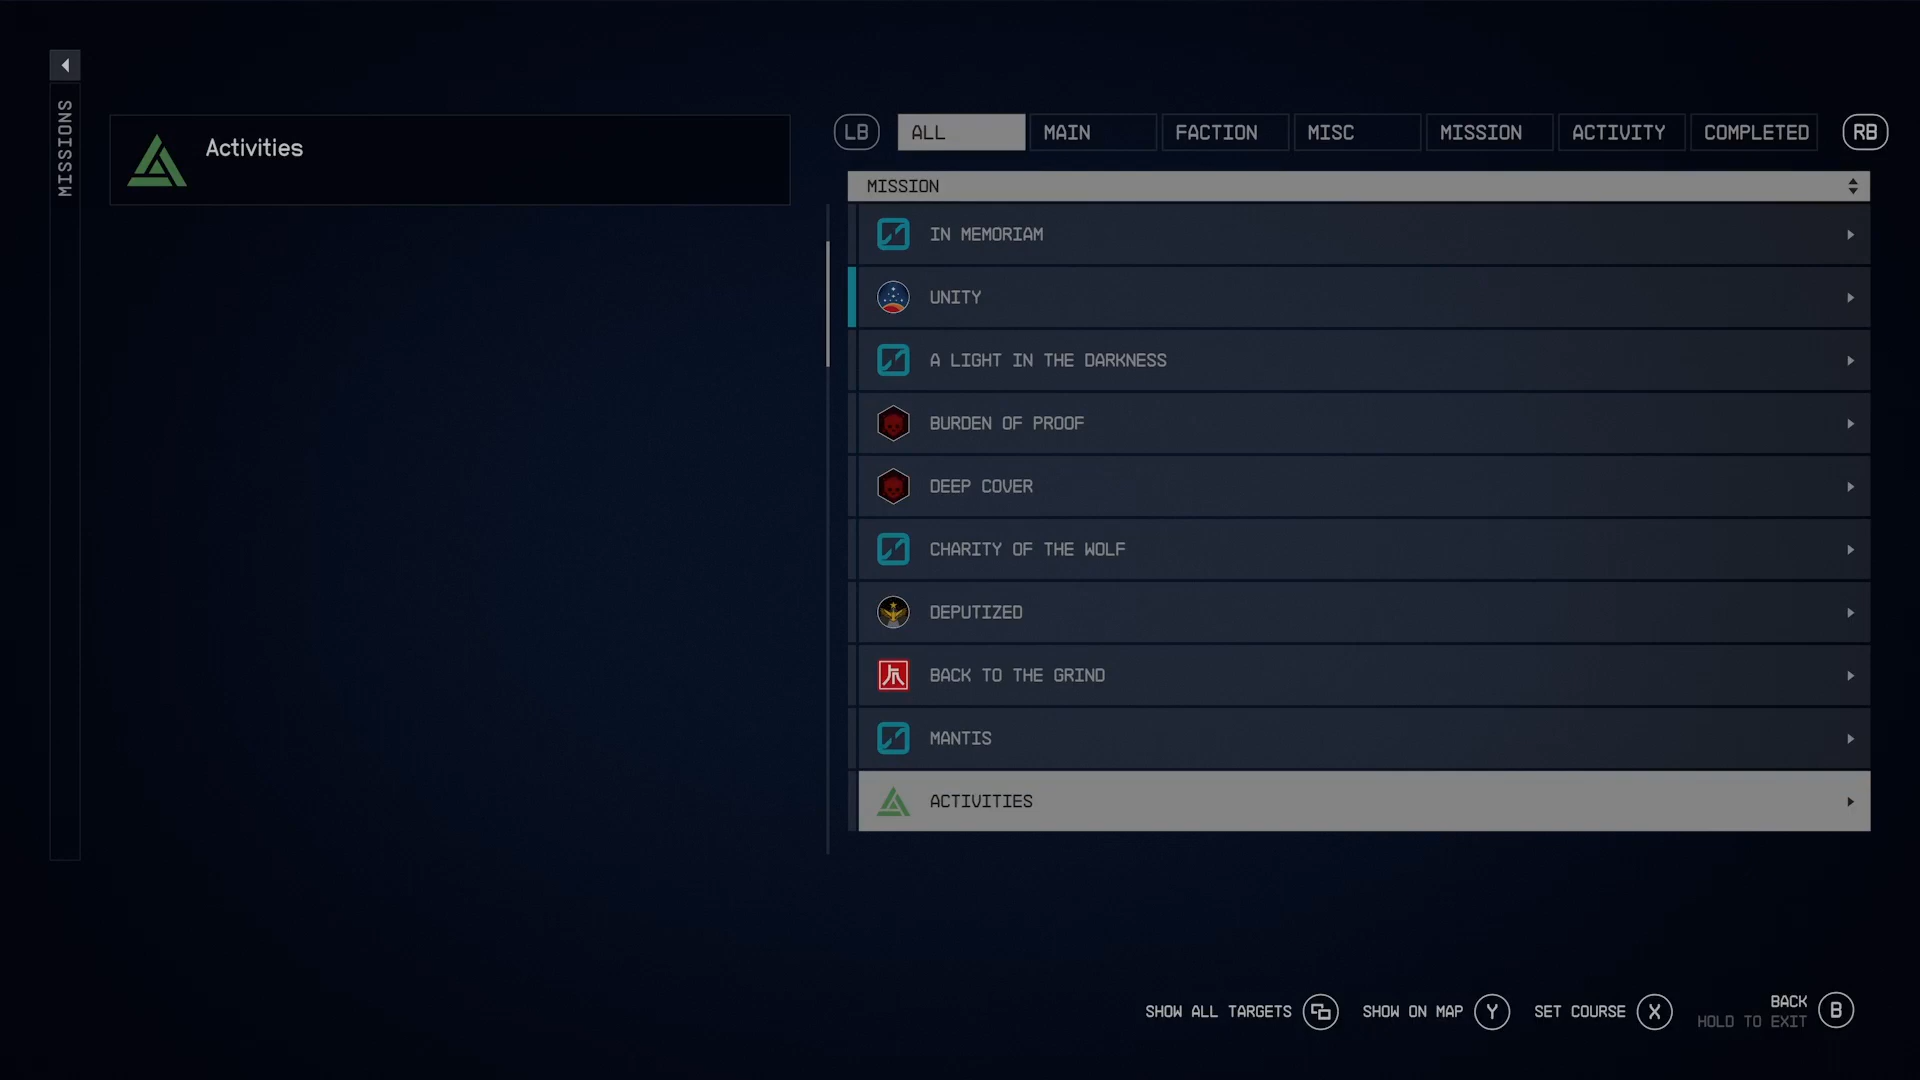 MISSIONS
Activities
LB
ALL
MAIN
FACTION
MISC
MISSION
ACTIVITY
COMPLETED
RB
MISSION
IN MEMORIAM
UNITY
A LIGHT IN THE DARKNESS
BURDEN OF PROOF
DEEP COVER
CHARITY OF THE WOLF
DEPUTIZED
BACK TO THE GRIND
MANTIS
ACTIVITIES
SHOW ALL TARGETS
SHOW ON MAP Y
SET COURSE X
BACK B
HOLD TO EXIT